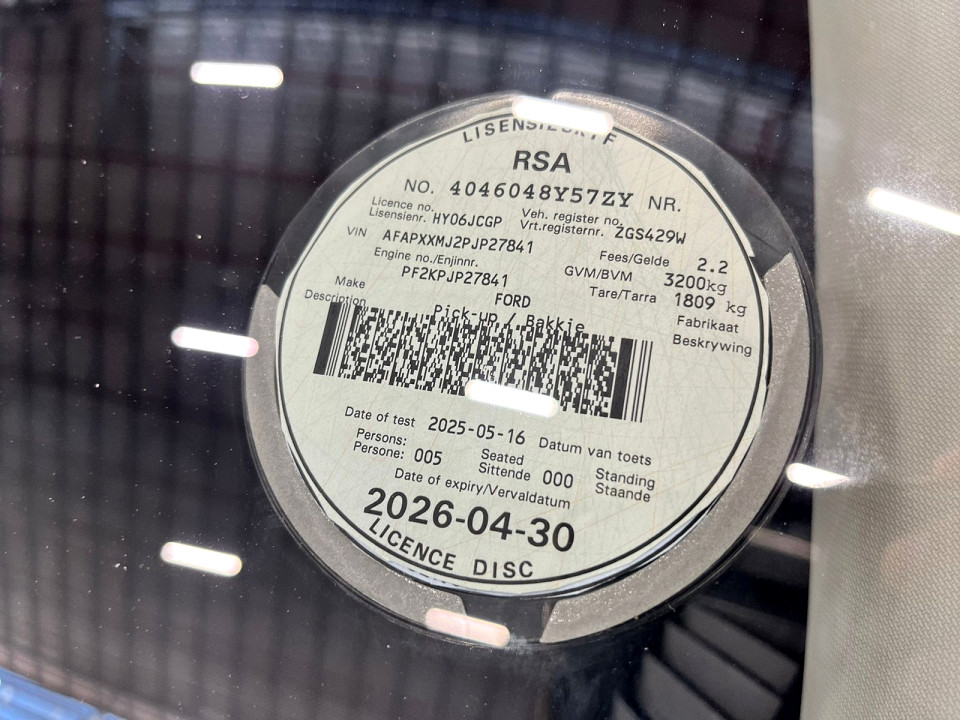 LISENSIESKYF
RSA
NO. 4046048Y57ZY NR.
Licence no. Lisensienr. HY06JCGP Veh. register no. Vrt.registernr. ZGS429W
VIN AFAPXXMJ2PJP27841 Fees/Gelde 2.2
Engine no./Enjinnr. PF2KPJP27841 GVM/BVM 3200kg
Tare/Tarra 1809 kg
Make FORD Fabrikaat
Description Pick-up / Bakkie Beskrywing
Date of test 2025-05-16 Datum van toets
Persons: Persone: 005 Seated Sittende 000 Standing Staande
Date of expiry/Vervaldatum
2026-04-30
LICENCE DISC